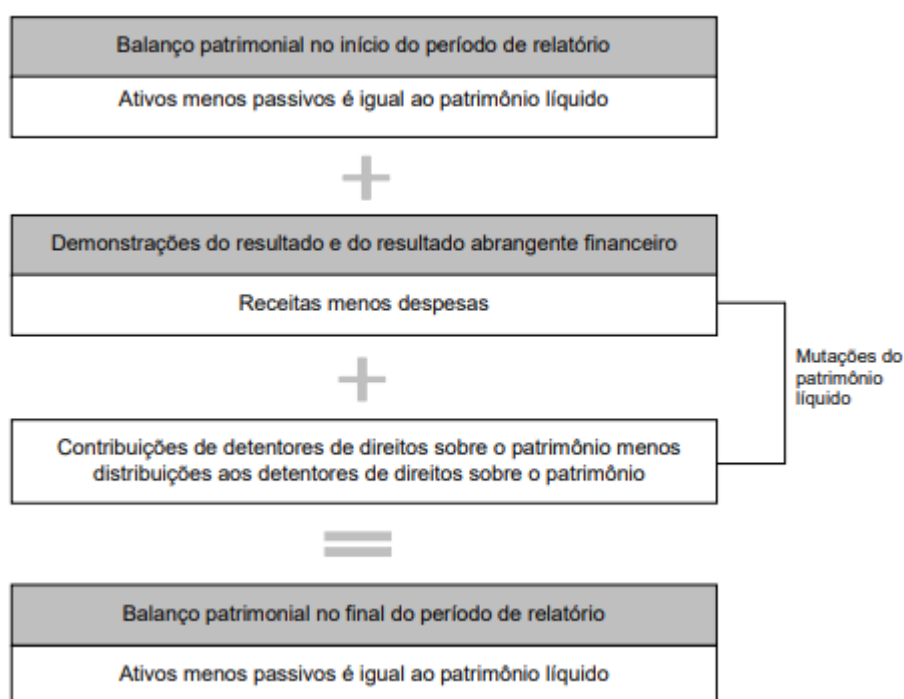 Balanço patrimonial no início do período de relatório
Ativos menos passivos é igual ao patrimônio líquido
+
Demonstrações do resultado e do resultado abrangente financeiro
Receitas menos despesas
+
Mutações do
patrimônio
líquido
Contribuições de detentores de direitos sobre o patrimônio menos
distribuições aos detentores de direitos sobre o patrimônio
=
Balanço patrimonial no final do período de relatório
Ativos menos passivos é igual ao patrimônio líquido